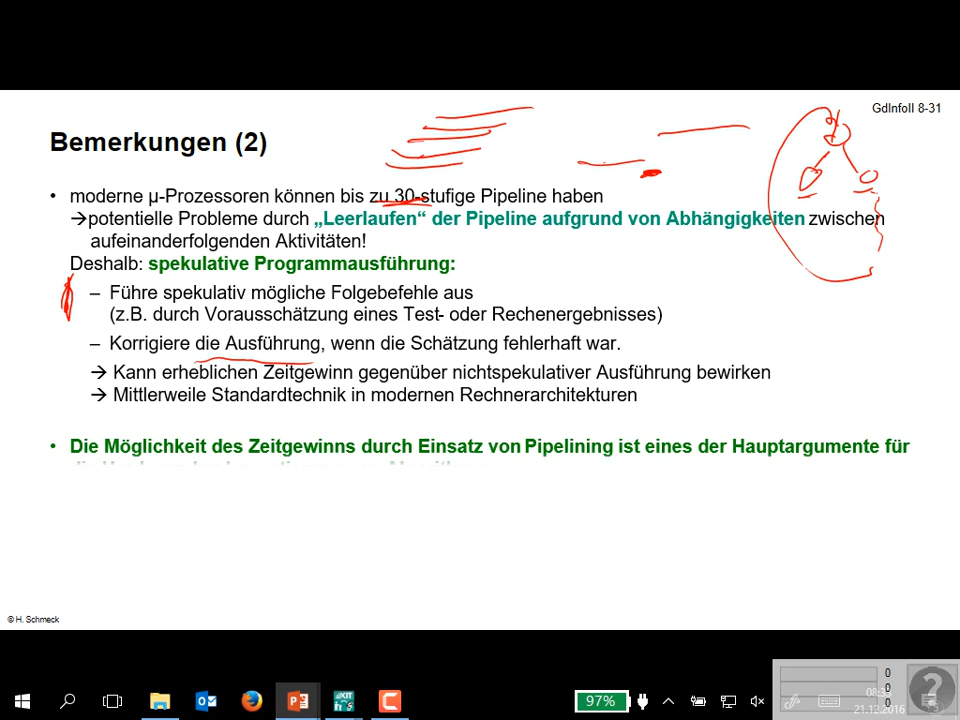 GdInfoII 8-31
Bemerkungen (2)
• moderne µ-Prozessoren können bis zu 30-stufige Pipeline haben
→potentielle Probleme durch „Leerlaufen“ der Pipeline aufgrund von Abhängigkeiten zwischen
aufeinanderfolgenden Aktivitäten!
Deshalb: spekulative Programmausführung:
– Führe spekulativ mögliche Folgebefehle aus
(z.B. durch Vorausschätzung eines Test- oder Rechenergebnisses)
– Korrigiere die Ausführung, wenn die Schätzung fehlerhaft war.
→ Kann erheblichen Zeitgewinn gegenüber nichtspekulativer Ausführung bewirken
→ Mittlerweile Standardtechnik in modernen Rechnerarchitekturen
• Die Möglichkeit des Zeitgewinns durch Einsatz von Pipelining ist eines der Hauptargumente für
© H. Schmeck
97%
0
0
0
21.12.2016